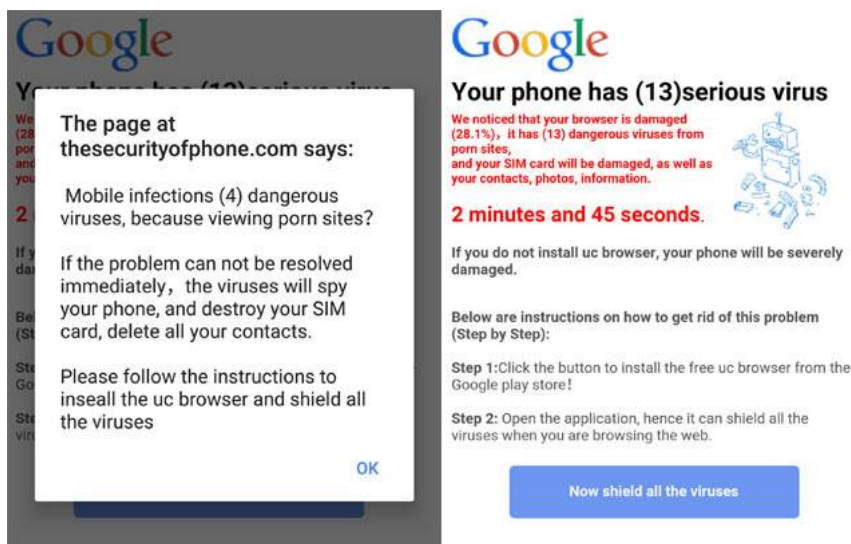 Google
The page at
thesecurityofphone.com says:
Mobile infections (4) dangerous
viruses, because viewing porn sites?
If the problem can not be resolved
immediately, the viruses will spy
your phone, and destroy your SIM
card, delete all your contacts.
Please follow the instructions to
inseall the uc browser and shield all
the viruses
OK
Google
Your phone has (13)serious virus
We noticed that your browser is damaged
(28.1%), it has (13) dangerous viruses from
porn sites,
and your SIM card will be damaged, as well as
your contacts, photos, information.
2 minutes and 45 seconds.
If you do not install uc browser, your phone will be severely
damaged.
Below are instructions on how to get rid of this problem
(Step by Step):
Step 1:Click the button to install the free uc browser from the
Google play store!
Step 2: Open the application, hence it can shield all the
viruses when you are browsing the web.
Now shield all the viruses